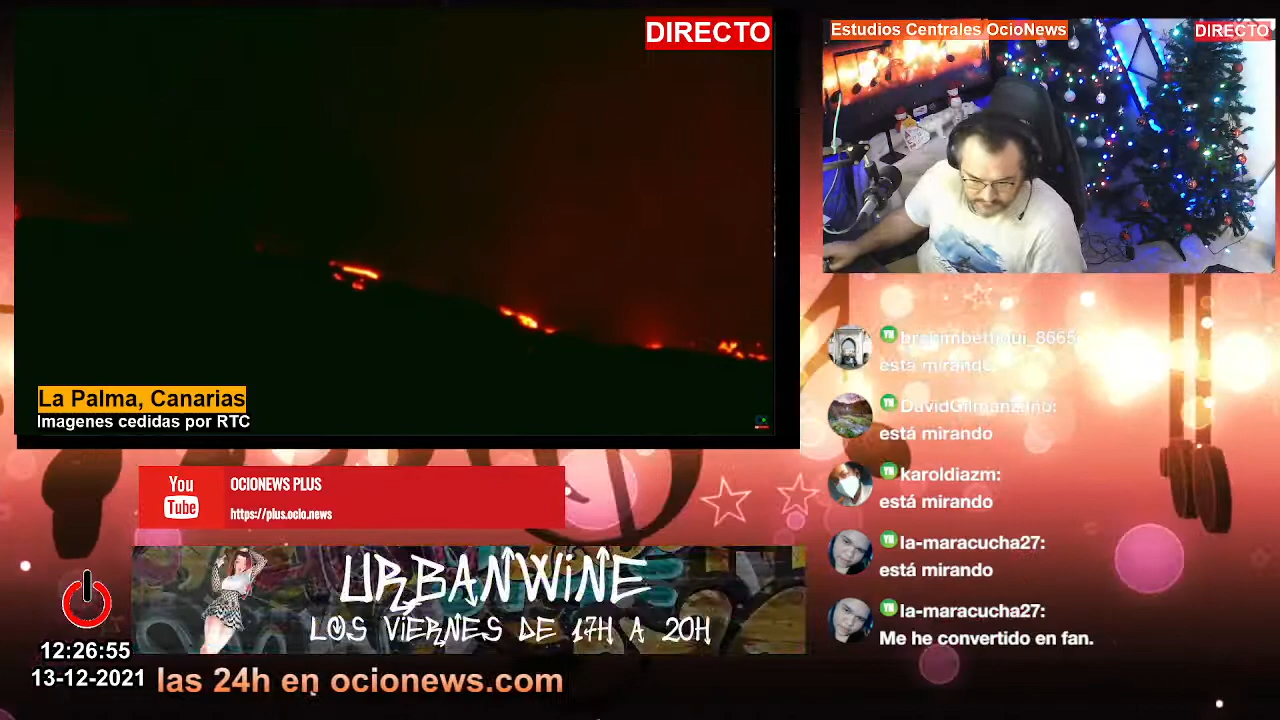 DIRECTO
La Palma, Canarias
Imagenes cedidas por RTC
Estudios Centrales OcioNews
DIRECTO
está mirando
DavidGilmanzano:
está mirando
karoldiazm:
está mirando
la-maracucha27:
está mirando
la-maracucha27:
Me he convertido en fan.
You
Tube
OCIONEWS PLUS
https://plus.ocio.news
URBANWiNE
LOS ViERNES DE 17H A 20H
12:26:55
13-12-2021
las 24h en ocionews.com